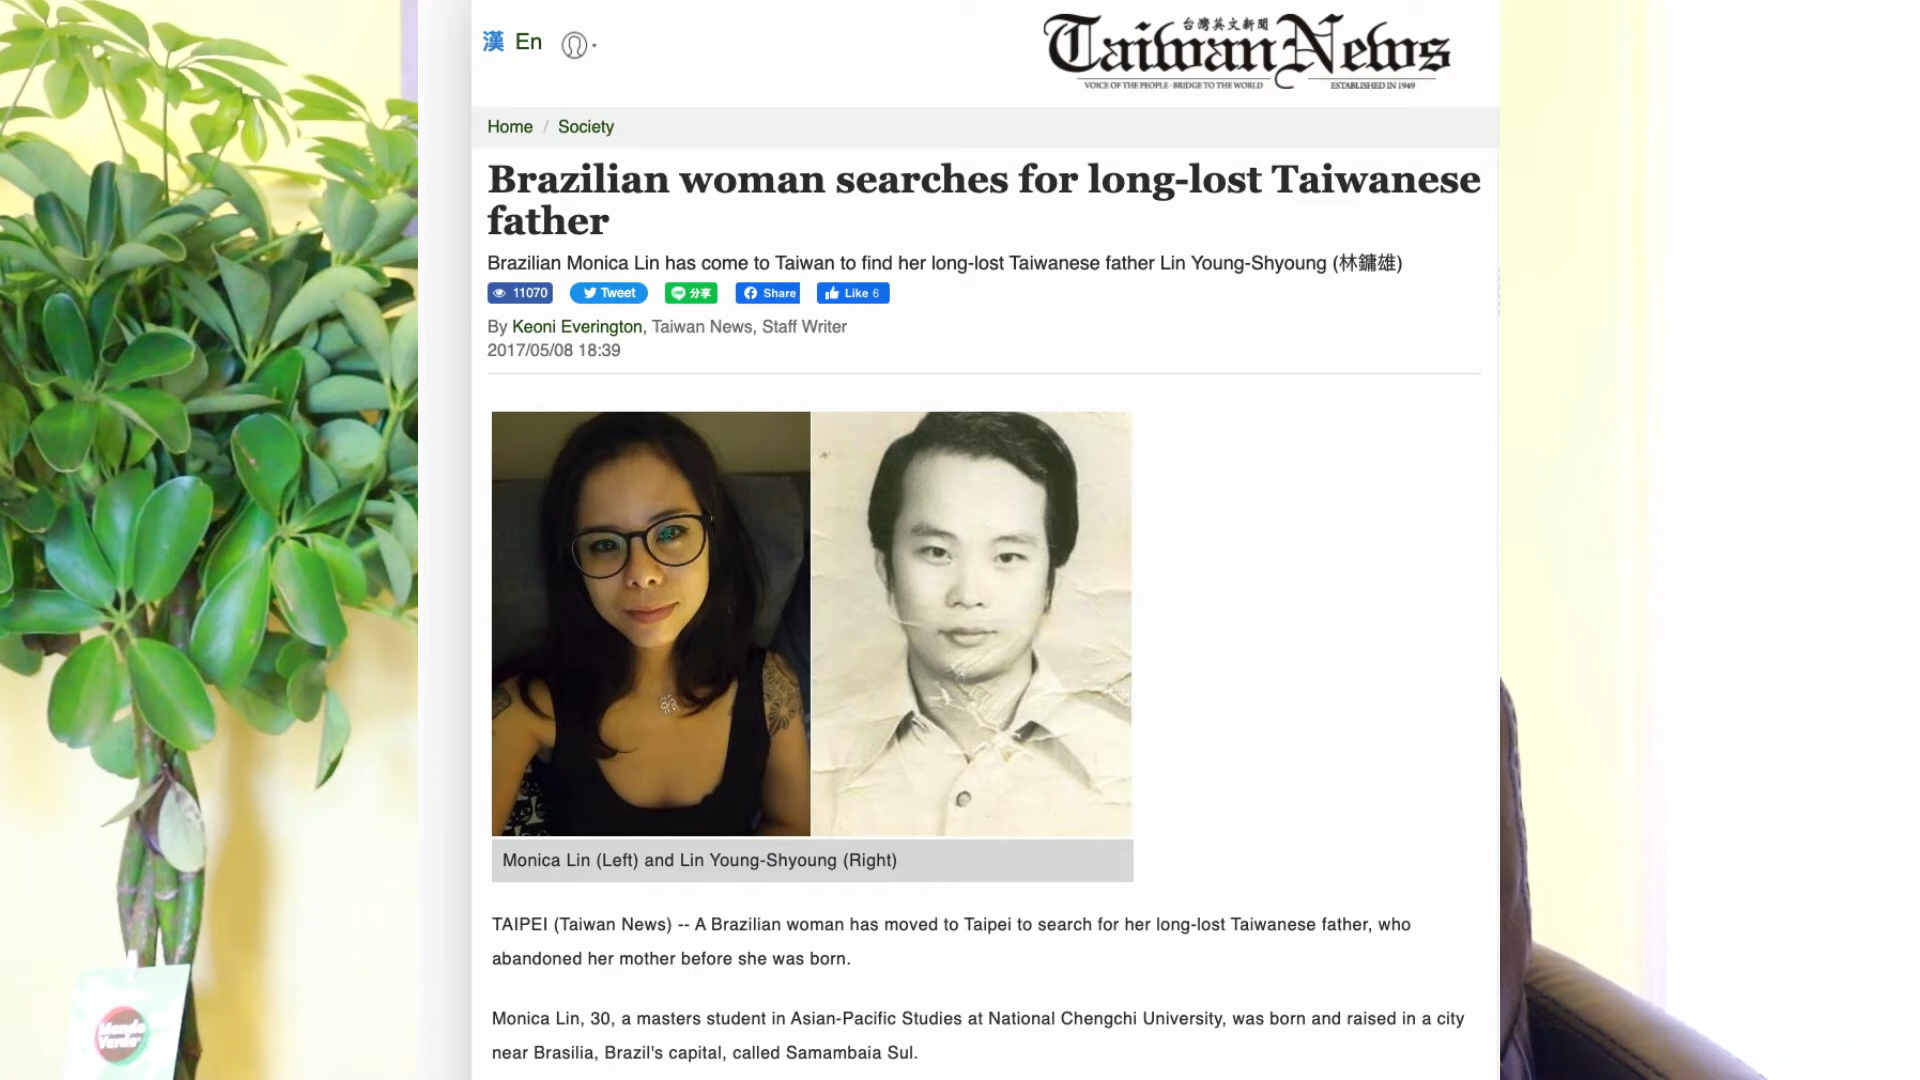 漢 En
台灣英文新聞
Taiwan News
VOICE OF THE PEOPLE · BRIDGE TO THE WORLD ESTABLISHED IN 1949
Home / Society
Brazilian woman searches for long-lost Taiwanese
father
Brazilian Monica Lin has come to Taiwan to find her long-lost Taiwanese father Lin Young-Shyoung (林鏞雄)
11070 Tweet 分享 Share Like 6
By Keoni Everington, Taiwan News, Staff Writer
2017/05/08 18:39
Monica Lin (Left) and Lin Young-Shyoung (Right)
TAIPEI (Taiwan News) -- A Brazilian woman has moved to Taipei to search for her long-lost Taiwanese father, who
abandoned her mother before she was born.
Monica Lin, 30, a masters student in Asian-Pacific Studies at National Chengchi University, was born and raised in a city
near Brasilia, Brazil's capital, called Samambaia Sul.
Mondo
Verde